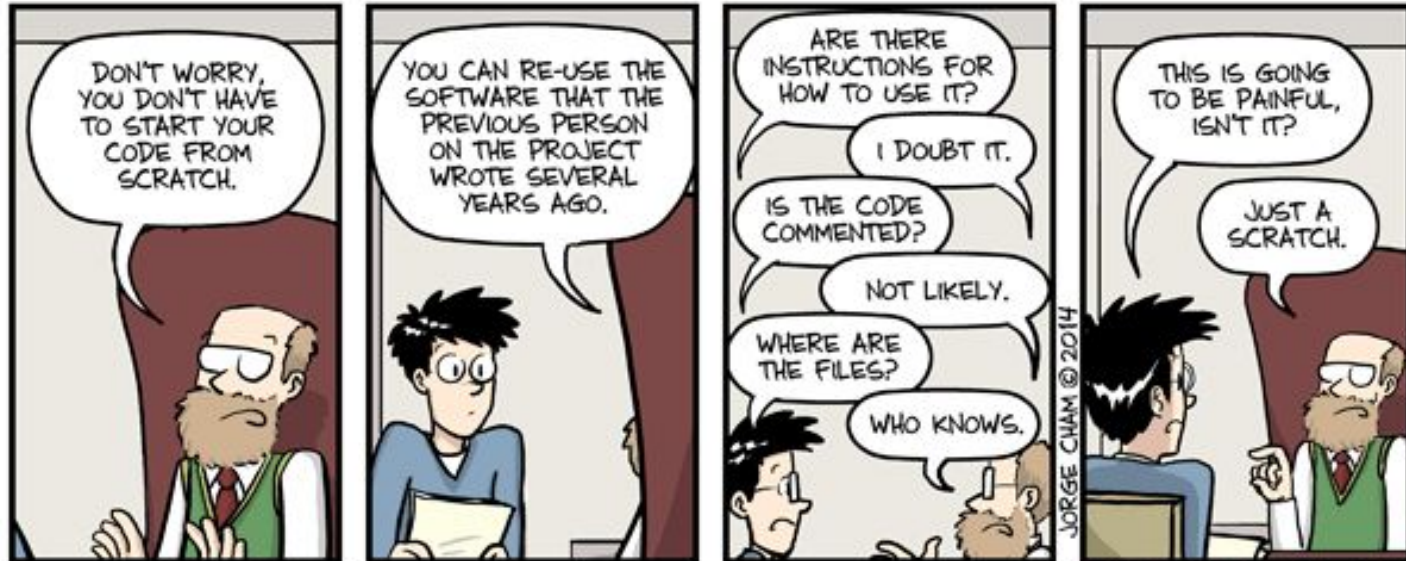 DON'T WORRY,
YOU DON'T HAVE
TO START YOUR
CODE FROM
SCRATCH.
YOU CAN RE-USE THE
SOFTWARE THAT THE
PREVIOUS PERSON
ON THE PROJECT
WROTE SEVERAL
YEARS AGO.
ARE THERE
INSTRUCTIONS FOR
HOW TO USE IT?
I DOUBT IT.
IS THE CODE
COMMENTED?
NOT LIKELY.
WHERE ARE
THE FILES?
WHO KNOWS.
JORGE CHAM © 2014
THIS IS GOING
TO BE PAINFUL,
ISN'T IT?
JUST A
SCRATCH.